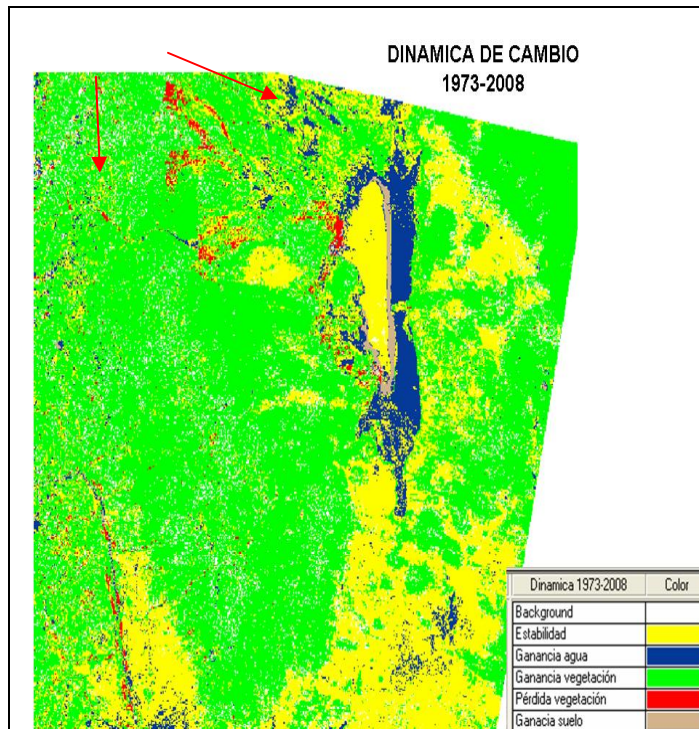 DINAMICA DE CAMBIO
1973-2008
Dinamica 1973-2008 Color
Background
Estabilidad
Ganancia agua
Ganancia vegetación
Pérdida vegetación
Ganacia suelo